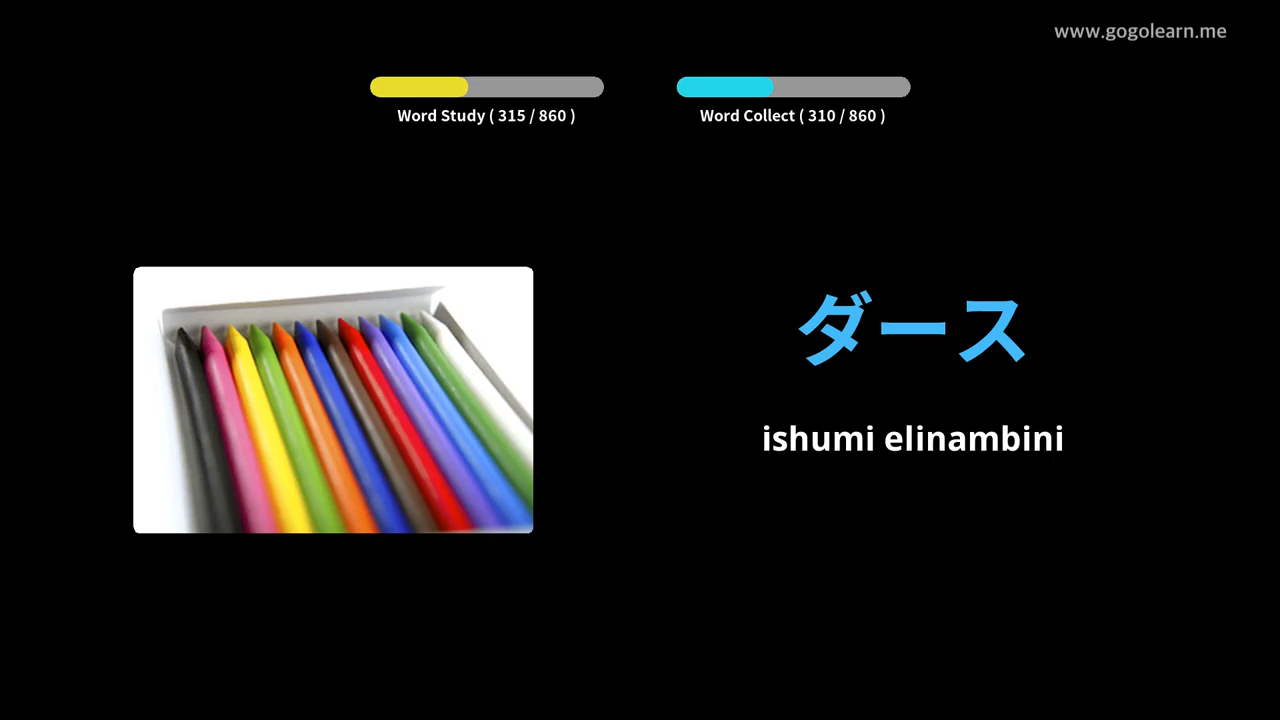 www.gogolearn.me
Word Study ( 315 / 860 )
Word Collect ( 310 / 860 )
ダース
ishumi elinambini